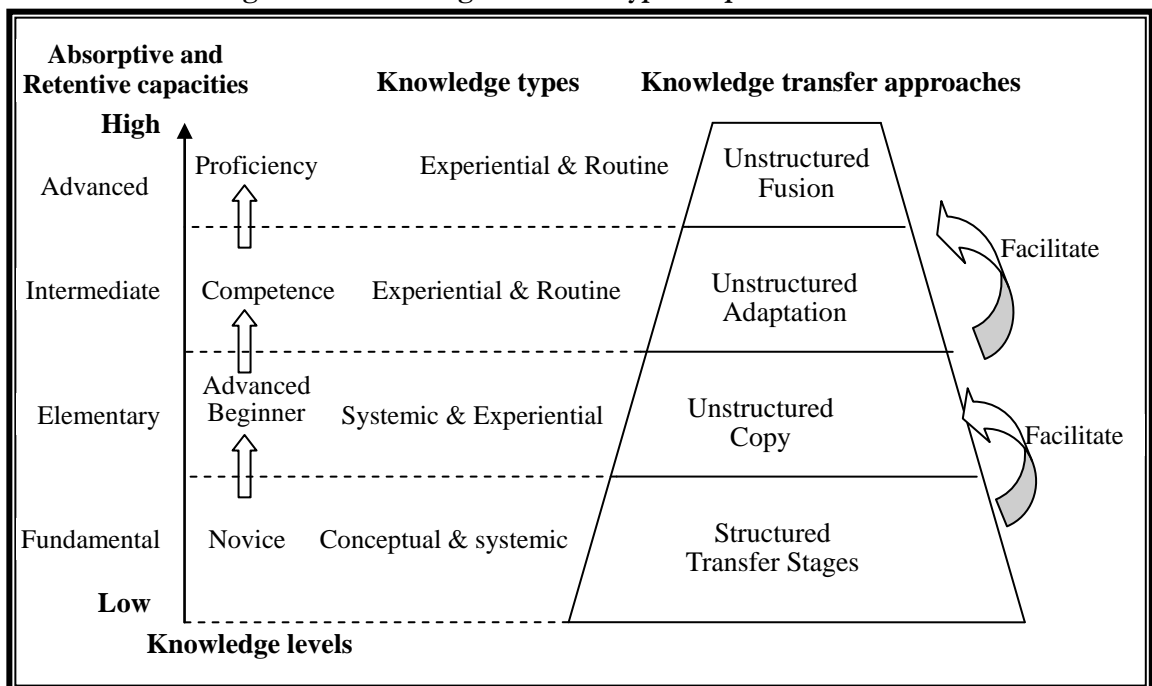 Absorptive and
Retentive capacities
Knowledge types
Knowledge transfer approaches
High
Advanced
Proficiency
Experiential & Routine
Unstructured
Fusion
Facilitate
Intermediate
Competence
Experiential & Routine
Unstructured
Adaptation
Elementary
Advanced
Beginner
Systemic & Experiential
Unstructured
Copy
Facilitate
Fundamental
Novice
Conceptual & systemic
Structured
Transfer Stages
Low
Knowledge levels